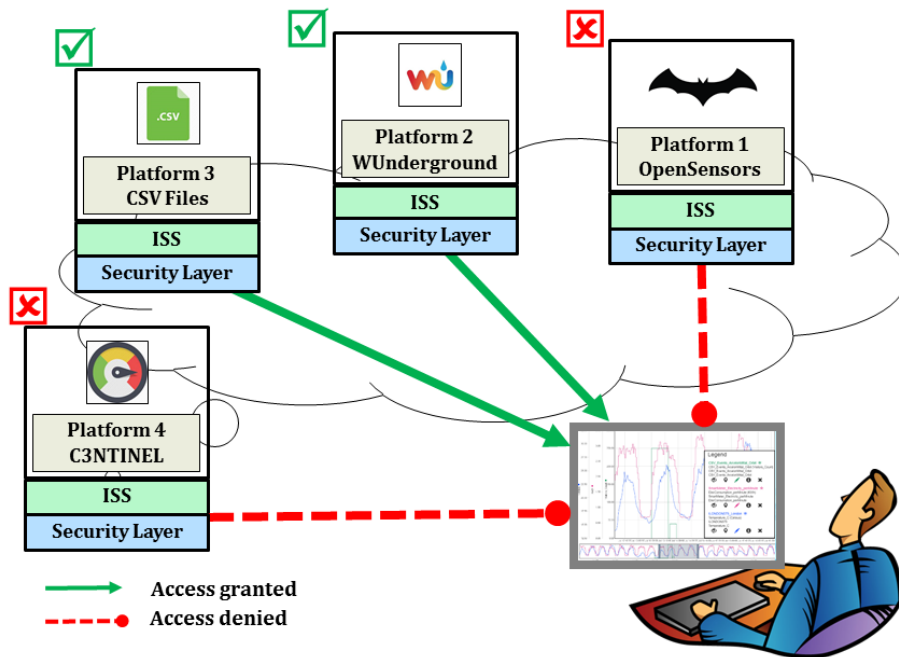 .CSV
Platform 3
CSV Files
ISS
Security Layer
WU
Platform 2
WUnderground
ISS
Security Layer
Platform 1
OpenSensors
ISS
Security Layer
Platform 4
C3NTINEL
ISS
Security Layer
Legend
Access granted
Access denied